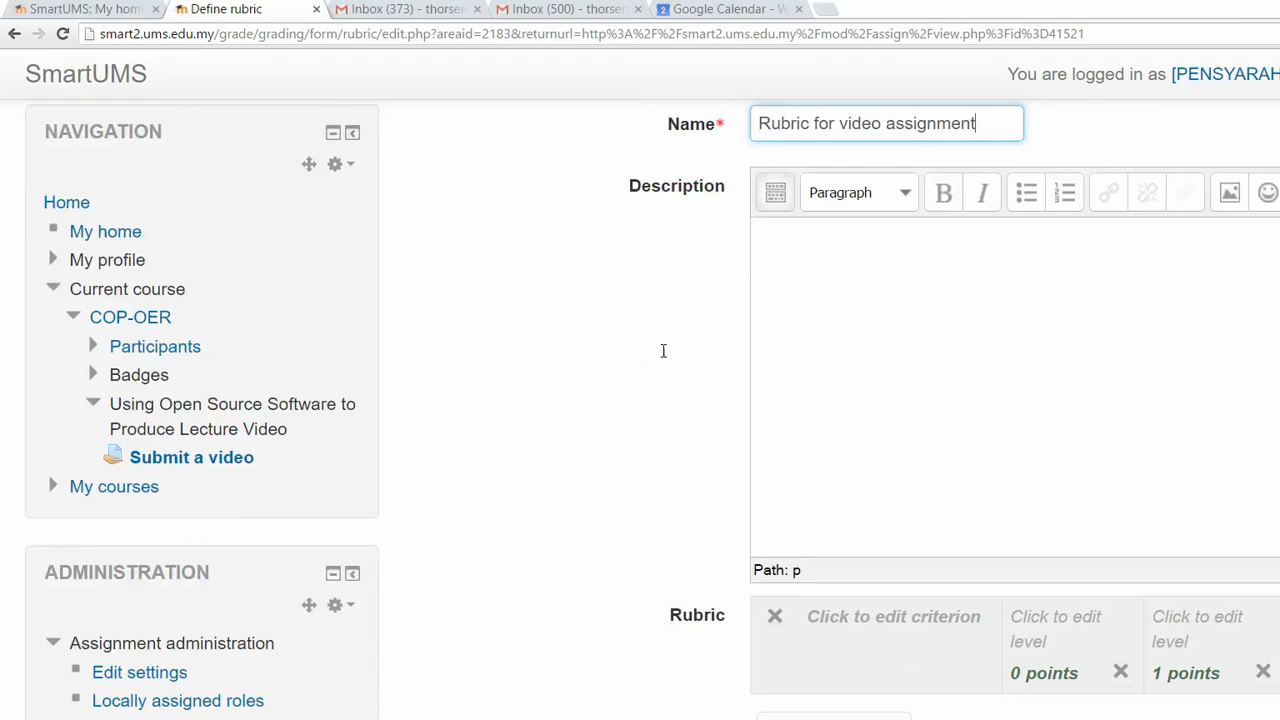 SmartUMS: My home
Define rubric
Inbox (373) - thorsen
Inbox (500) - thorsen
Google Calendar - W
smart2.ums.edu.my/grade/grading/form/rubric/edit.php?areaid=2183&returnurl=http%3A%2F%2Fsmart2.ums.edu.my%2Fmod%2Fassign%2Fview.php%3Fid%3D41521
SmartUMS
You are logged in as [PENSYARAH
NAVIGATION
Home
My home
My profile
Current course
COP-OER
Participants
Badges
Using Open Source Software to
Produce Lecture Video
Submit a video
My courses
ADMINISTRATION
Assignment administration
Edit settings
Locally assigned roles
Name*
Rubric for video assignment
Description
Paragraph
B
I
Path: p
Rubric
Click to edit criterion
Click to edit
level
0 points
Click to edit
level
1 points